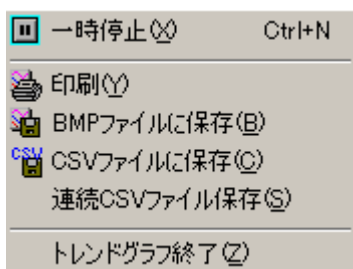 一時停止(X) Ctrl+N
印刷(Y)
BMPファイルに保存(B)
CSV CSVファイルに保存(C)
連続CSVファイル保存(S)
トレンドグラフ終了(Z)